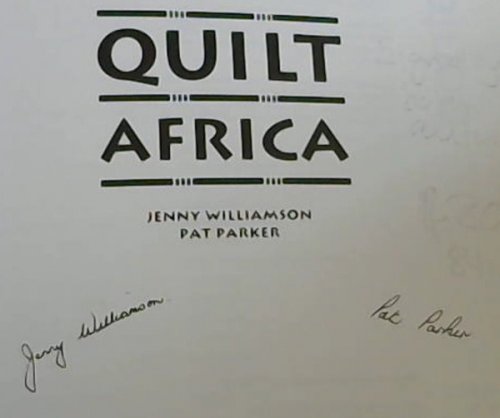 QUILT
AFRICA
JENNY WILLIAMSON
PAT PARKER
Jenny Williamson
Pat Parker